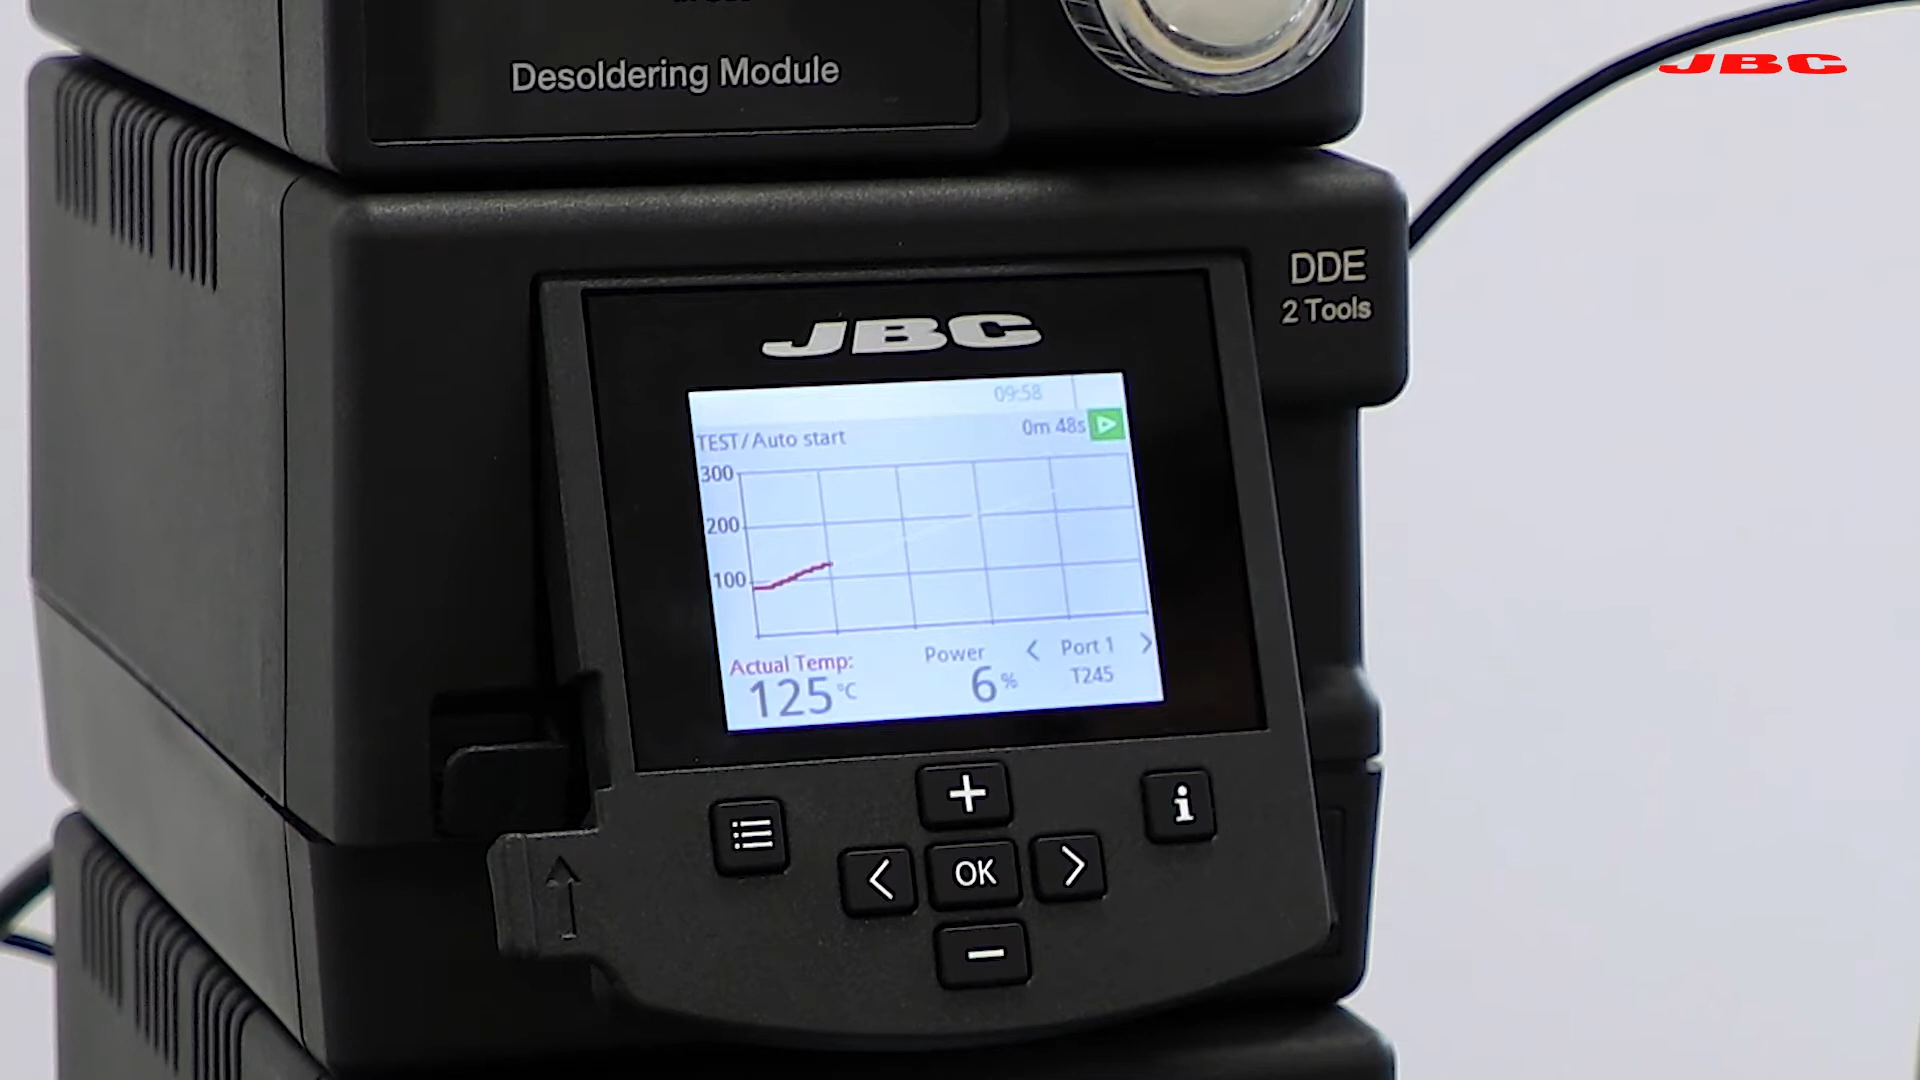 Desoldering Module
JBC
DDE
2 Tools
JBC
09:58
TEST/Auto start
0m 48s
300
200
100
Actual Temp:
125 °C
Power
6 %
< Port 1 >
T245
+
i
< OK >
−